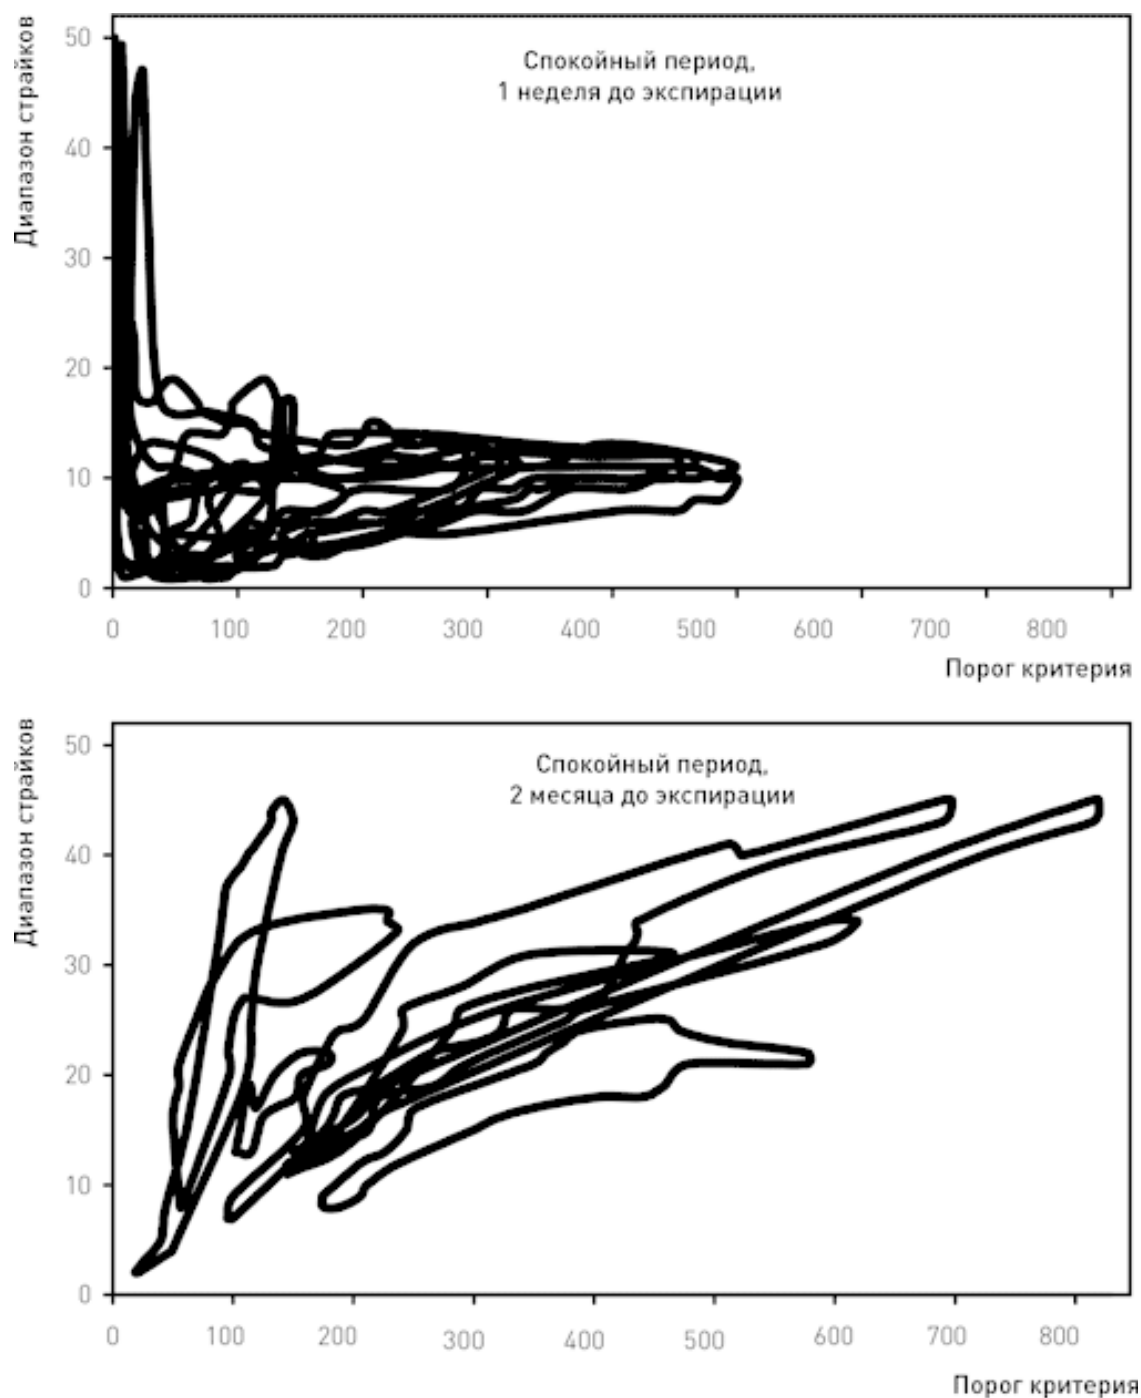 Диапазон страйков
Спокойный период,
1 неделя до экспирации
50
40
30
20
10
0
0 100 200 300 400 500 600 700 800
Порог критерия
Диапазон страйков
Спокойный период,
2 месяца до экспирации
50
40
30
20
10
0
0 100 200 300 400 500 600 700 800
Порог критерия